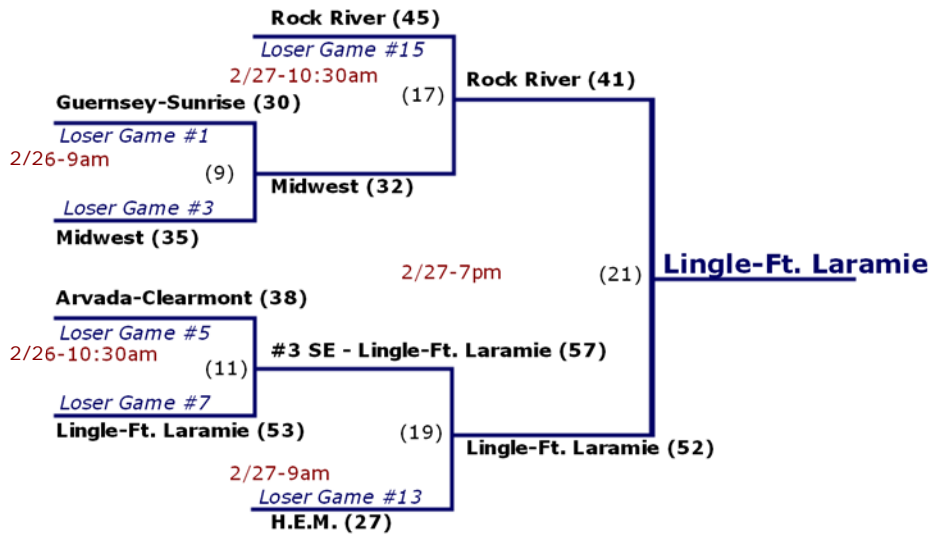 Rock River (45)
Loser Game #15
2/27-10:30am
Rock River (41)
(17)
Guernsey-Sunrise (30)
Loser Game #1
2/26-9am
(9)
Midwest (32)
Loser Game #3
Midwest (35)
2/27-7pm
(21)
Lingle-Ft. Laramie
Arvada-Clearmont (38)
Loser Game #5
2/26-10:30am
#3 SE - Lingle-Ft. Laramie (57)
(11)
Loser Game #7
Lingle-Ft. Laramie (53)
(19)
Lingle-Ft. Laramie (52)
2/27-9am
Loser Game #13
H.E.M. (27)